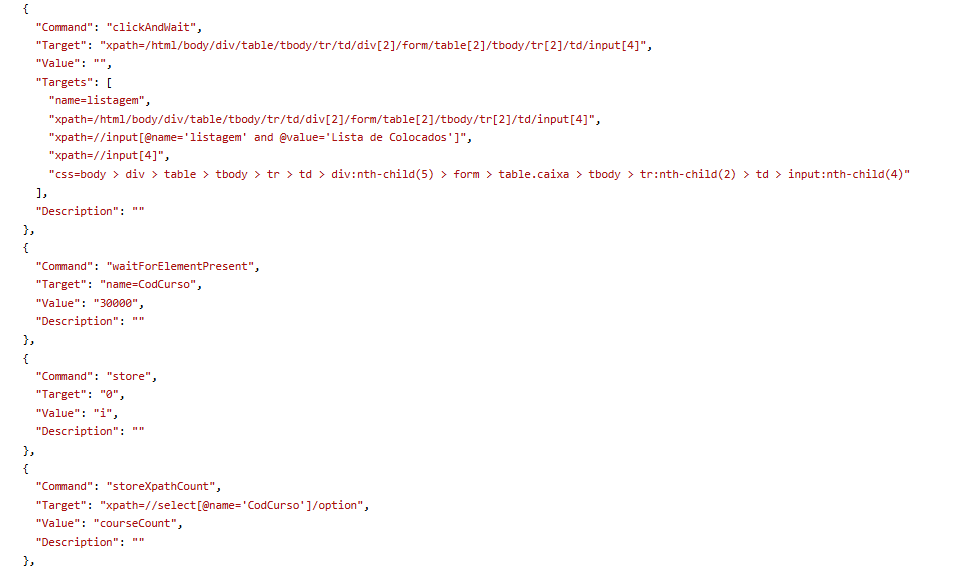 {
"Command": "clickAndWait",
"Target": "xpath=/html/body/div/table/tbody/tr/td/div[2]/form/table[2]/tbody/tr[2]/td/input[4]",
"Value": "",
"Targets": [
"name=listagem",
"xpath=/html/body/div/table/tbody/tr/td/div[2]/form/table[2]/tbody/tr[2]/td/input[4]",
"xpath=//input[@name='listagem' and @value='Lista de Colocados']",
"xpath=//input[4]",
"css=body > div > table > tbody > tr > td > div:nth-child(5) > form > table.caixa > tbody > tr:nth-child(2) > td > input:nth-child(4)"
],
"Description": ""
},
{
"Command": "waitForElementPresent",
"Target": "name=CodCurso",
"Value": "30000",
"Description": ""
},
{
"Command": "store",
"Target": "0",
"Value": "i",
"Description": ""
},
{
"Command": "storeXpathCount",
"Target": "xpath=//select[@name='CodCurso']/option",
"Value": "courseCount",
"Description": ""
},